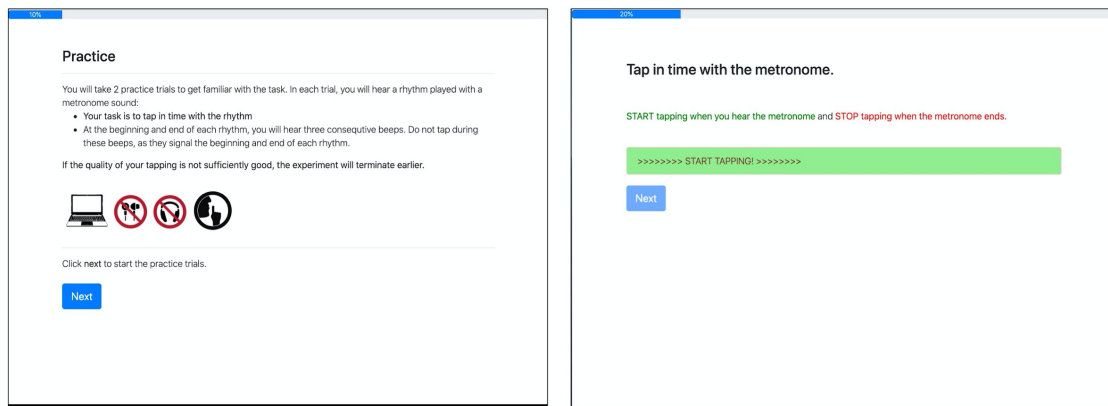 10%
Practice
You will take 2 practice trials to get familiar with the task. In each trial, you will hear a rhythm played with a
metronome sound:
• Your task is to tap in time with the rhythm
• At the beginning and end of each rhythm, you will hear three consequtive beeps. Do not tap during
these beeps, as they signal the beginning and end of each rhythm.
If the quality of your tapping is not sufficiently good, the experiment will terminate earlier.
Click next to start the practice trials.
Next
20%
Tap in time with the metronome.
START tapping when you hear the metronome and STOP tapping when the metronome ends.
>>>>>>>> START TAPPING! >>>>>>>>
Next